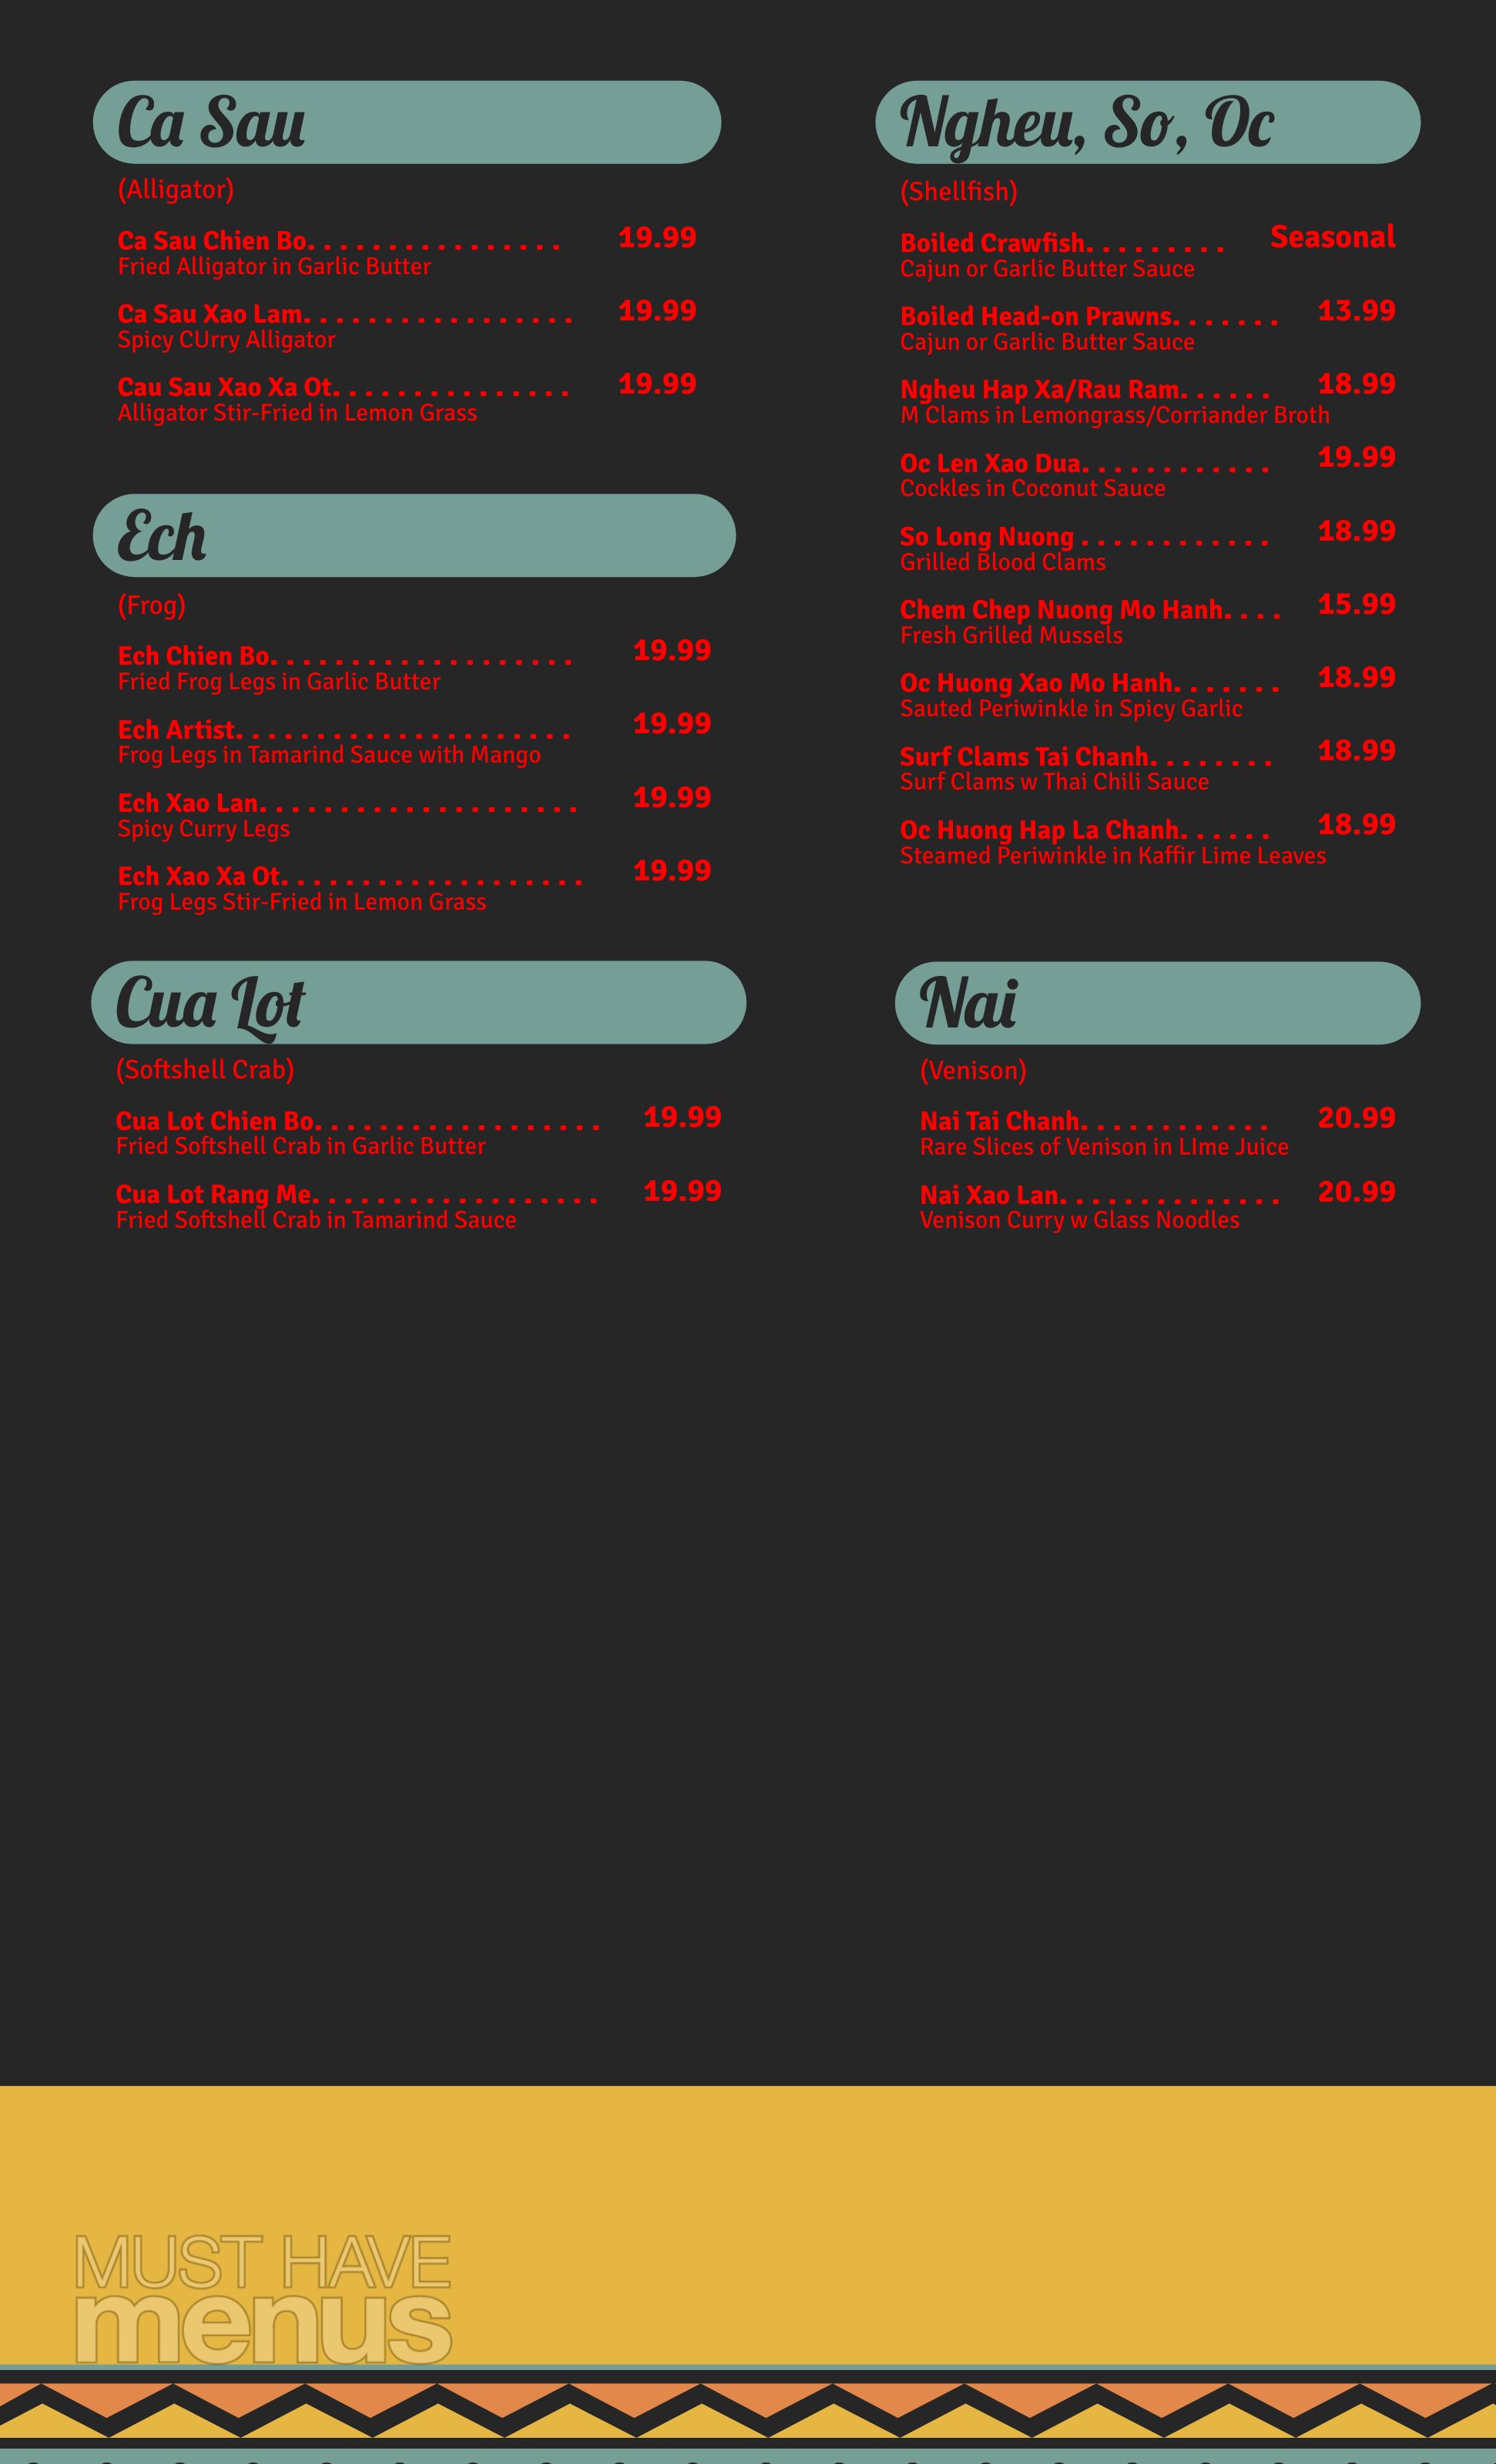 Ca Sau
(Alligator)
Ca Sau Chien Bo. . . . . . . . . . . . . . . . 19.99
Fried Alligator in Garlic Butter
Ca Sau Xao Lam. . . . . . . . . . . . . . . . . 19.99
Spicy CUrry Alligator
Cau Sau Xao Xa Ot. . . . . . . . . . . . . . . 19.99
Alligator Stir-Fried in Lemon Grass
Ech
(Frog)
Ech Chien Bo. . . . . . . . . . . . . . . . . . . 19.99
Fried Frog Legs in Garlic Butter
Ech Artist. . . . . . . . . . . . . . . . . . . . . 19.99
Frog Legs in Tamarind Sauce with Mango
Ech Xao Lan. . . . . . . . . . . . . . . . . . . . 19.99
Spicy Curry Legs
Ech Xao Xa Ot. . . . . . . . . . . . . . . . . . . 19.99
Frog Legs Stir-Fried in Lemon Grass
Cua Lot
(Softshell Crab)
Cua Lot Chien Bo. . . . . . . . . . . . . . . . . . 19.99
Fried Softshell Crab in Garlic Butter
Cua Lot Rang Me. . . . . . . . . . . . . . . . . . 19.99
Fried Softshell Crab in Tamarind Sauce
Ngheu, So, Oc
(Shellfish)
Boiled Crawfish. . . . . . . . . Seasonal
Cajun or Garlic Butter Sauce
Boiled Head-on Prawns. . . . . . . 13.99
Cajun or Garlic Butter Sauce
Ngheu Hap Xa/Rau Ram. . . . . . 18.99
M Clams in Lemongrass/Corriander Broth
Oc Len Xao Dua. . . . . . . . . . . . 19.99
Cockles in Coconut Sauce
So Long Nuong . . . . . . . . . . . . 18.99
Grilled Blood Clams
Chem Chep Nuong Mo Hanh. . . . 15.99
Fresh Grilled Mussels
Oc Huong Xao Mo Hanh. . . . . . . 18.99
Sauted Periwinkle in Spicy Garlic
Surf Clams Tai Chanh. . . . . . . . 18.99
Surf Clams w Thai Chili Sauce
Oc Huong Hap La Chanh. . . . . . 18.99
Steamed Periwinkle in Kaffir Lime Leaves
Nai
(Venison)
Nai Tai Chanh. . . . . . . . . . . . 20.99
Rare Slices of Venison in LIme Juice
Nai Xao Lan. . . . . . . . . . . . . . 20.99
Venison Curry w Glass Noodles
MUST HAVE
menus